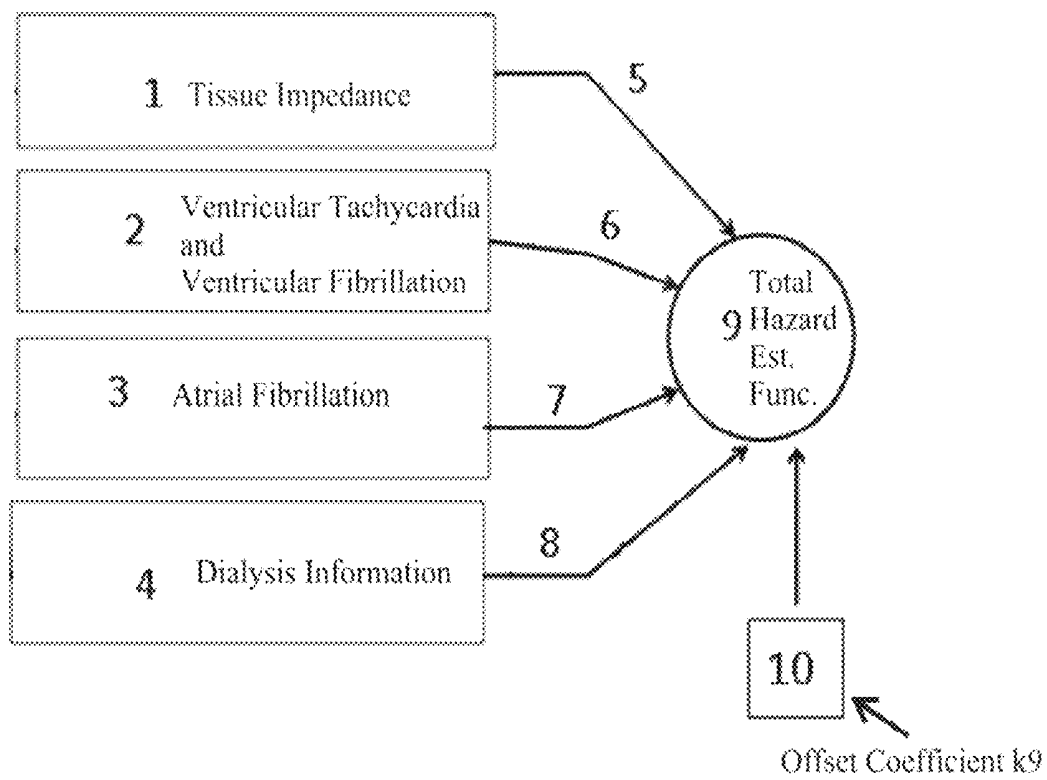 1 Tissue Impedance
5
2 Ventricular Tachycardia
and
Ventricular Fibrillation
6
3 Atrial Fibrillation
7
4 Dialysis Information
8
Total
9 Hazard
Est.
Func.
10
Offset Coefficient k9